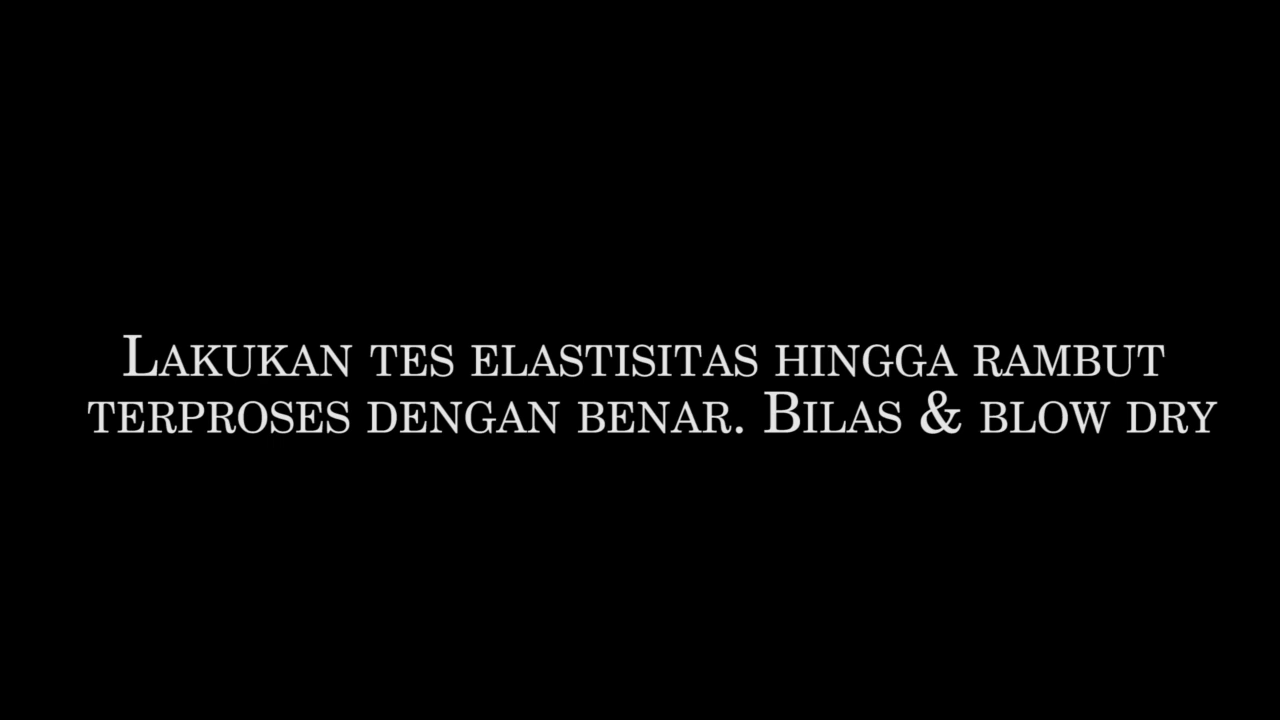 Lakukan tes elastisitas hingga rambut
terproses dengan benar. Bilas & blow dry